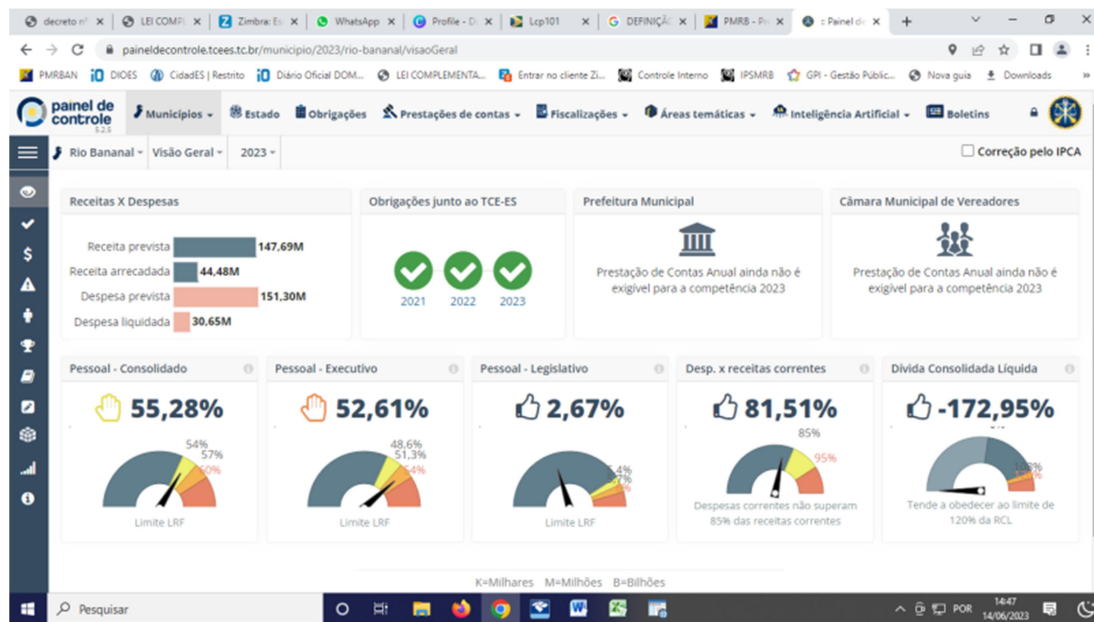 decreto nº
LEI COMPL
Zimbra: Es
WhatsApp
Profile - D
Lcp101
DEFINIÇÃ
PMRB - P
:: Painel de
paineldecontrole.tcees.tc.br/municipio/2023/rio-bananal/visaoGeral
PMRBAN
DIOES
CidadES | Restrito
Diário Oficial DOM...
LEI COMPLEMENTA...
Entrar no cliente Zi...
Controle Interno
IPSMRB
GPI - Gestão Públic...
Nova guia
Downloads
»
painel de
controle
5.2.5
Municípios
Estado
Obrigações
Prestações de contas
Fiscalizações
Áreas temáticas
Inteligência Artificial
Boletins
Rio Bananal
Visão Geral
2023
Correção pelo IPCA
Receitas X Despesas
Receita prevista 147,69M
Receita arrecadada 44,48M
Despesa prevista 151,30M
Despesa liquidada 30,65M
Obrigações junto ao TCE-ES
2021 2022 2023
Prefeitura Municipal
Prestação de Contas Anual ainda não é
exigível para a competência 2023
Câmara Municipal de Vereadores
Prestação de Contas Anual ainda não é
exigível para a competência 2023
Pessoal - Consolidado
55,28%
54%
57%
60%
Limite LRF
Pessoal - Executivo
52,61%
48,6%
51,3%
54%
Limite LRF
Pessoal - Legislativo
2,67%
Limite LRF
Desp. x receitas correntes
81,51%
85%
95%
Despesas correntes não superam
85% das receitas correntes
Dívida Consolidada Líquida
-172,95%
Tende a obedecer ao limite de
120% da RCL
K=Milhares M=Milhões B=Bilhões
Pesquisar
POR
14:47
14/06/2023